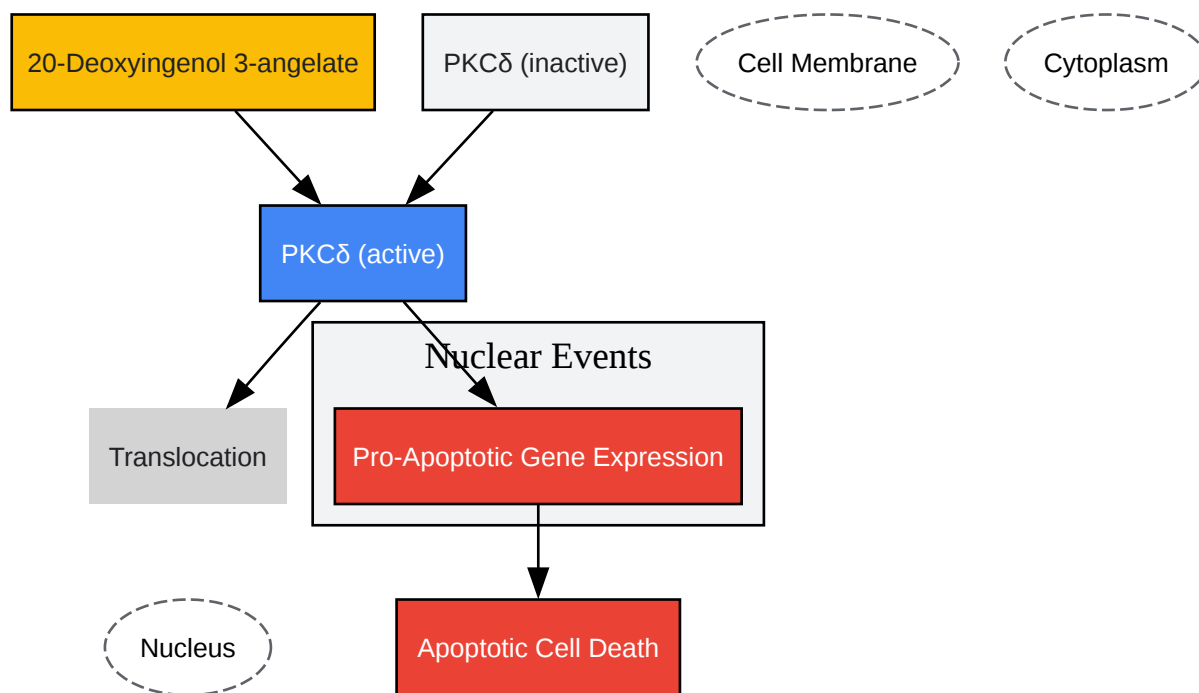 20-Deoxyingenol 3-angelate
PKCδ (inactive)
Cell Membrane
Cytoplasm
PKCδ (active)
Nuclear Events
Translocation
Pro-Apoptotic Gene Expression
Nucleus
Apoptotic Cell Death